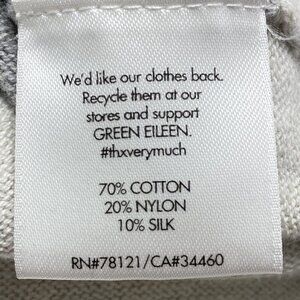 We'd like our clothes back.
Recycle them at our
stores and support
GREEN EILEEN.
#thxverymuch
70% COTTON
20% NYLON
10% SILK
RN#78121/CA#34460